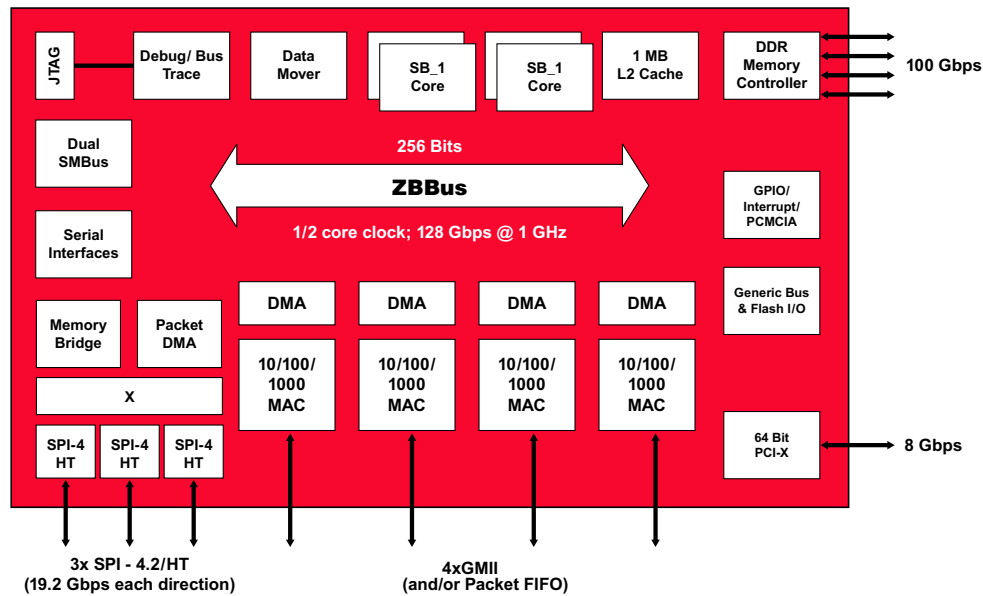 JTAG
Debug/ Bus
Trace
Data
Mover
SB_1
Core
SB_1
Core
1 MB
L2 Cache
DDR
Memory
Controller
100 Gbps
Dual
SMBus
256 Bits
ZBBus
1/2 core clock; 128 Gbps @ 1 GHz
GPIO/
Interrupt/
PCMCIA
Serial
Interfaces
Generic Bus
& Flash I/O
Memory
Bridge
Packet
DMA
DMA
DMA
DMA
DMA
10/100/
1000
MAC
10/100/
1000
MAC
10/100/
1000
MAC
10/100/
1000
MAC
X
SPI-4
HT
SPI-4
HT
SPI-4
HT
64 Bit
PCI-X
8 Gbps
3x SPI - 4.2/HT
(19.2 Gbps each direction)
4xGMII
(and/or Packet FIFO)